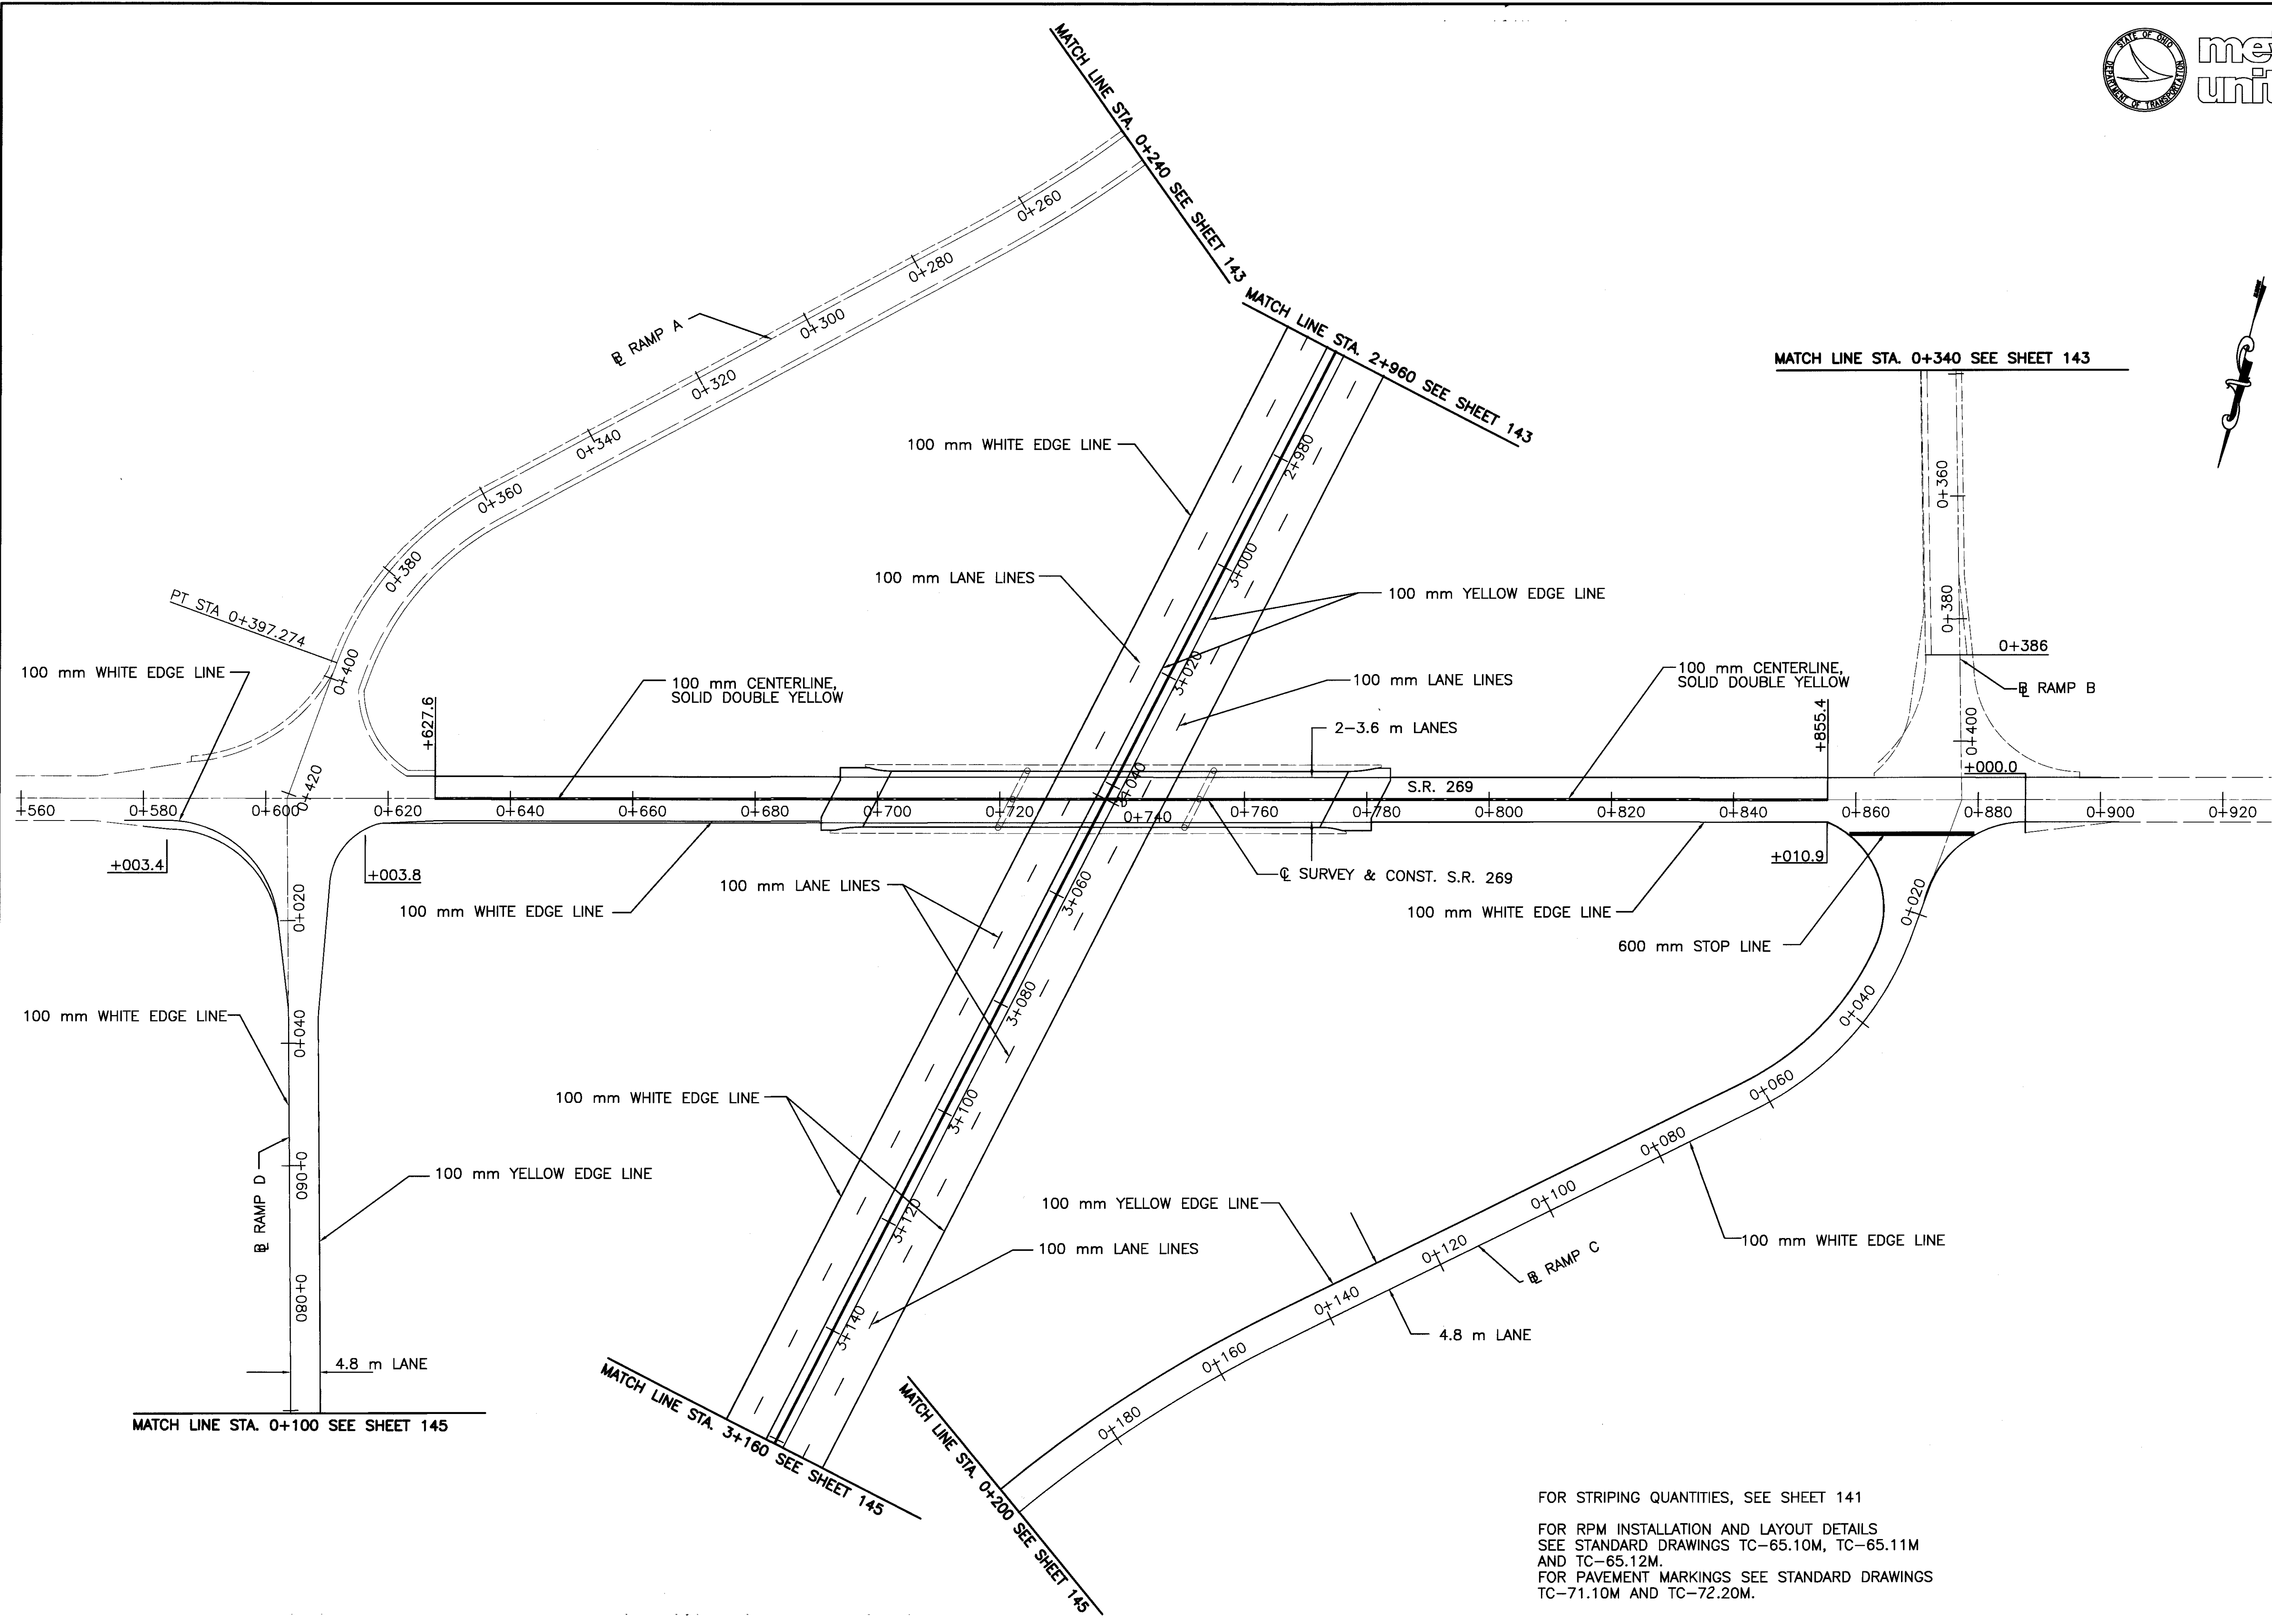 STATE OF OHIO
DEPARTMENT OF TRANSPORTATION
MATCH LINE STA. 0+240 SEE SHEET 143
0+260
0+280
0+300
0+320
0+340
0+360
0+380
0+400
0+420
RAMP A
PT STA 0+397.274
MATCH LINE STA. 2+960 SEE SHEET 143
MATCH LINE STA. 0+340 SEE SHEET 143
100 mm WHITE EDGE LINE
2+980
0+360
100 mm LANE LINES
3+000
100 mm YELLOW EDGE LINE
0+380
0+386
100 mm WHITE EDGE LINE
3+020
100 mm CENTERLINE,
SOLID DOUBLE YELLOW
100 mm LANE LINES
100 mm CENTERLINE,
SOLID DOUBLE YELLOW
RAMP B
+627.6
2-3.6 m LANES
+855.4
0+400
+000.0
3+040
S.R. 269
+560
0+580
0+600
0+620
0+640
0+660
0+680
0+700
0+720
0+740
0+760
0+780
0+800
0+820
0+840
0+860
0+880
0+900
0+920
+003.4
+003.8
+010.9
100 mm LANE LINES
3+060
℄ SURVEY & CONST. S.R. 269
100 mm WHITE EDGE LINE
100 mm WHITE EDGE LINE
600 mm STOP LINE
0+020
0+020
100 mm WHITE EDGE LINE
0+040
3+080
0+040
100 mm WHITE EDGE LINE
3+100
0+060
0+080
RAMP D
0+060
100 mm YELLOW EDGE LINE
100 mm YELLOW EDGE LINE
0+100
3+120
100 mm LANE LINES
0+120
RAMP C
100 mm WHITE EDGE LINE
0+080
3+140
0+140
4.8 m LANE
4.8 m LANE
0+160
0+180
MATCH LINE STA. 0+100 SEE SHEET 145
MATCH LINE STA. 3+160 SEE SHEET 145
MATCH LINE STA. 0+200 SEE SHEET 145
FOR STRIPING QUANTITIES, SEE SHEET 141
FOR RPM INSTALLATION AND LAYOUT DETAILS
SEE STANDARD DRAWINGS TC-65.10M, TC-65.11M
AND TC-65.12M.
FOR PAVEMENT MARKINGS SEE STANDARD DRAWINGS
TC-71.10M AND TC-72.20M.